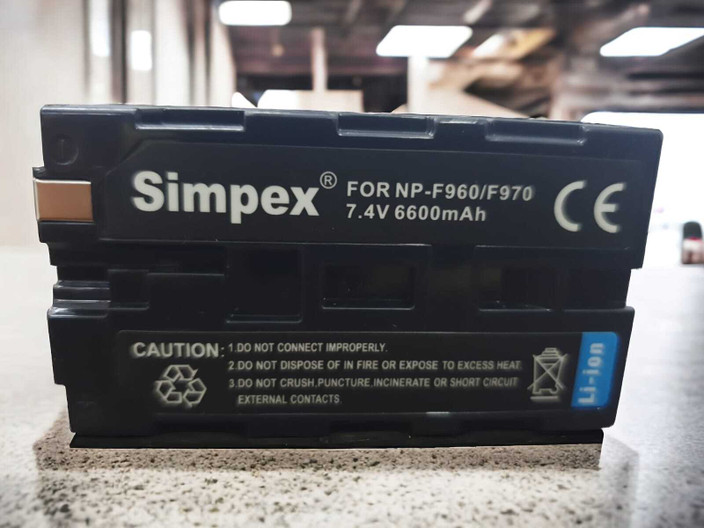 Simpex® FOR NP-F960/F970
7.4V 6600mAh
CE
CAUTION: 1.DO NOT CONNECT IMPROPERLY.
2.DO NOT DISPOSE OF IN FIRE OR EXPOSE TO EXCESS HEAT.
3.DO NOT CRUSH,PUNCTURE, INCINERATE OR SHORT CIRCUIT
EXTERNAL CONTACTS.
Li-ion